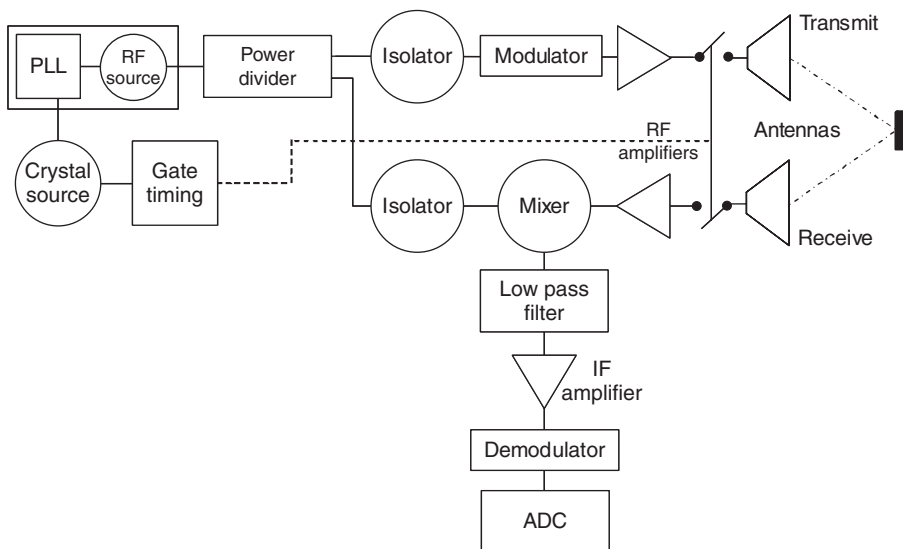 PLL
RF
source
Power
divider
Isolator
Modulator
Transmit
RF
amplifiers
Antennas
Crystal
source
Gate
timing
Isolator
Mixer
Receive
Low pass
filter
IF
amplifier
Demodulator
ADC